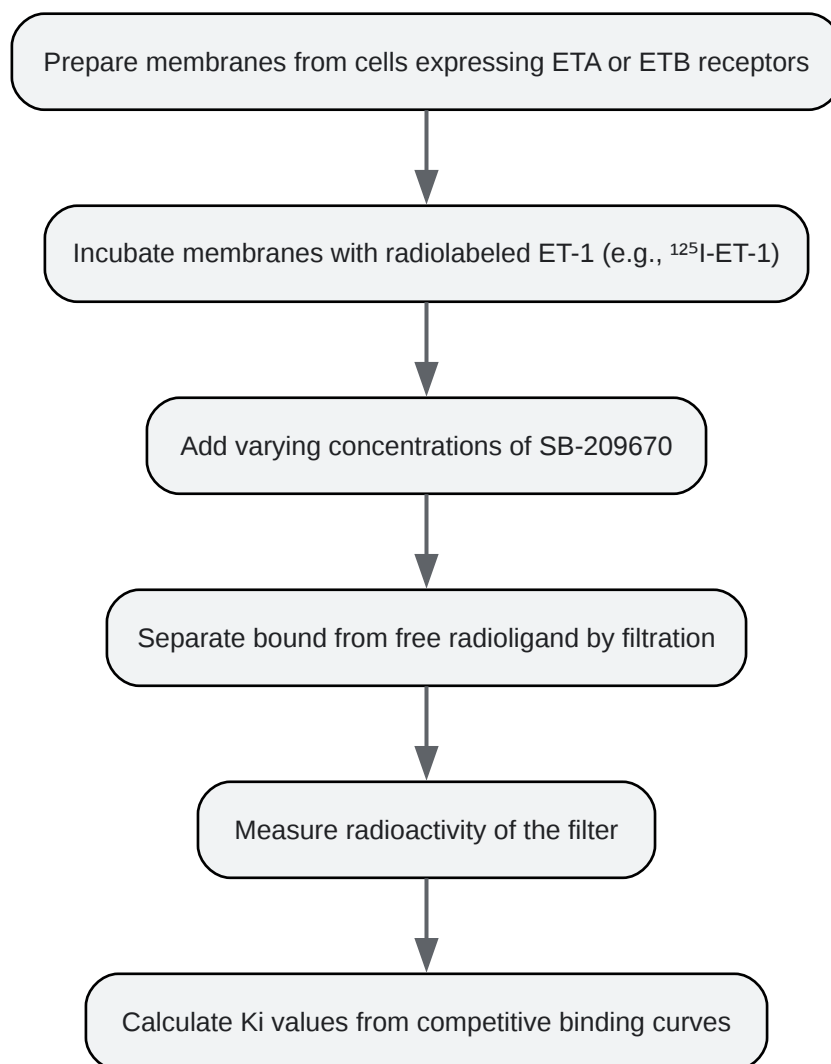 Prepare membranes from cells expressing ETA or ETB receptors
Incubate membranes with radiolabeled ET-1 (e.g., ¹²⁵I-ET-1)
Add varying concentrations of SB-209670
Separate bound from free radioligand by filtration
Measure radioactivity of the filter
Calculate Ki values from competitive binding curves